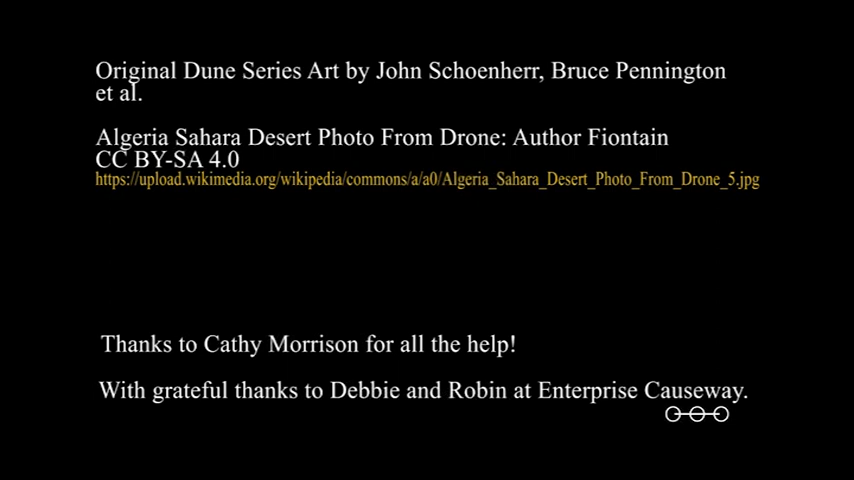 Original Dune Series Art by John Schoenherr, Bruce Pennington
et al.
Algeria Sahara Desert Photo From Drone: Author Fiontain
CC BY-SA 4.0
https://upload.wikimedia.org/wikipedia/commons/a/a0/Algeria_Sahara_Desert_Photo_From_Drone_5.jpg
Thanks to Cathy Morrison for all the help!
With grateful thanks to Debbie and Robin at Enterprise Causeway.